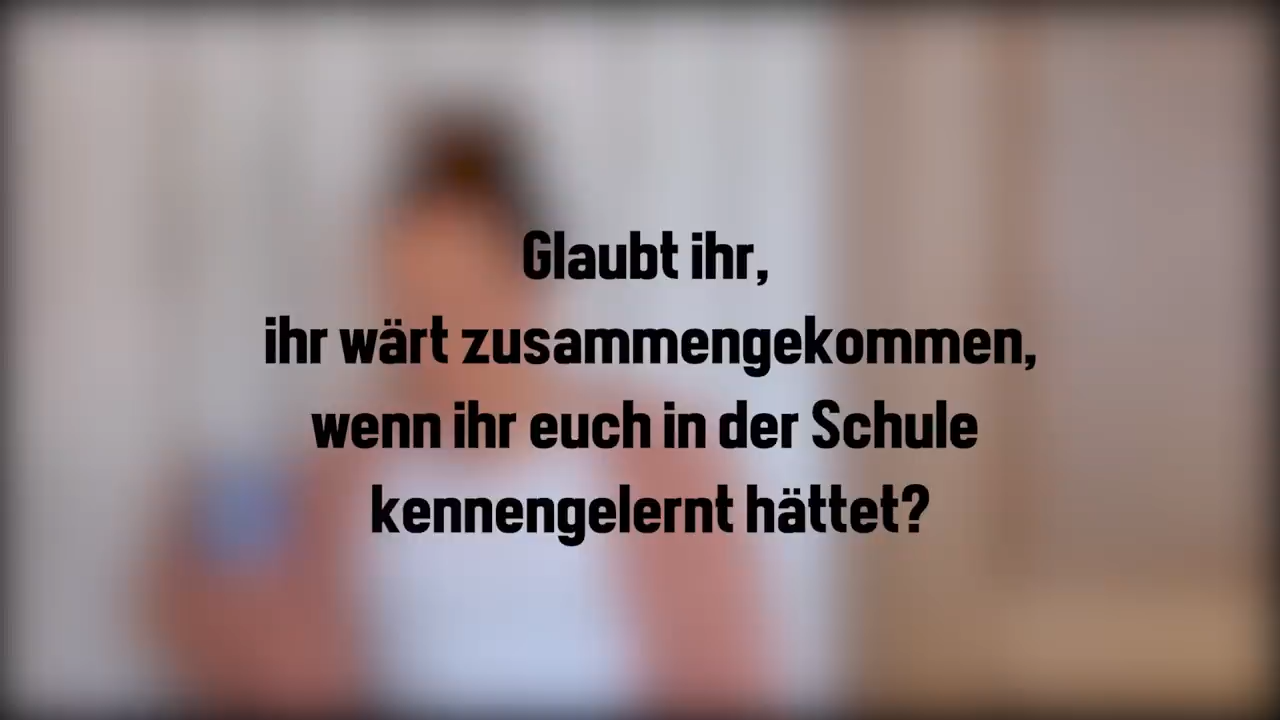 Glaubt ihr,
ihr wärt zusammengekommen,
wenn ihr euch in der Schule
kennengelernt hättet?